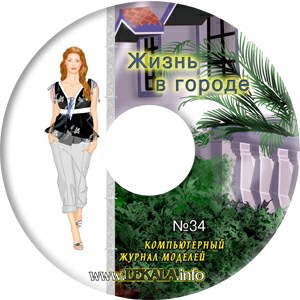 Жизнь
в городе
№34
КОМПЬЮТЕРНЫЙ
ЖУРНАЛ МОДЕЛЕЙ
www.LEKALA.info